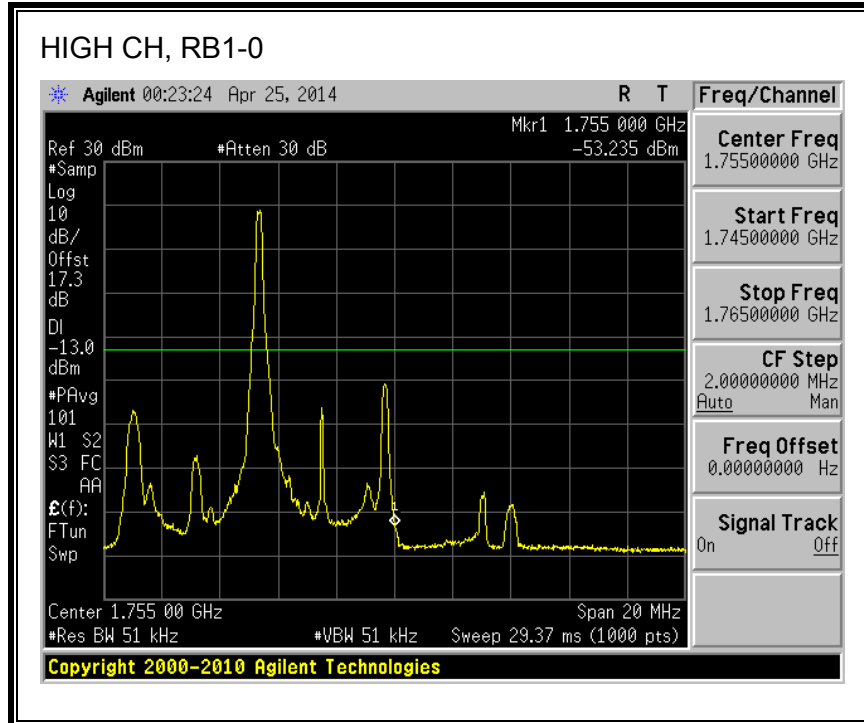 HIGH CH, RB1-0
Agilent 00:23:24 Apr 25, 2014 R T
Freq/Channel
Mkr1 1.755 000 GHz
Ref 30 dBm #Atten 30 dB -53.235 dBm
#Samp
Log
10
dB/
Offst
17.3
dB
DI
-13.0
dBm
#PAvg
101
W1 S2
S3 FC
AA
£(f):
FTun
Swp
1
Center 1.755 00 GHz Span 20 MHz
#Res BW 51 kHz #VBW 51 kHz Sweep 29.37 ms (1000 pts)
Copyright 2000-2010 Agilent Technologies
Center Freq
1.75500000 GHz
Start Freq
1.74500000 GHz
Stop Freq
1.76500000 GHz
CF Step
2.00000000 MHz
Auto Man
Freq Offset
0.00000000 Hz
Signal Track
On Off